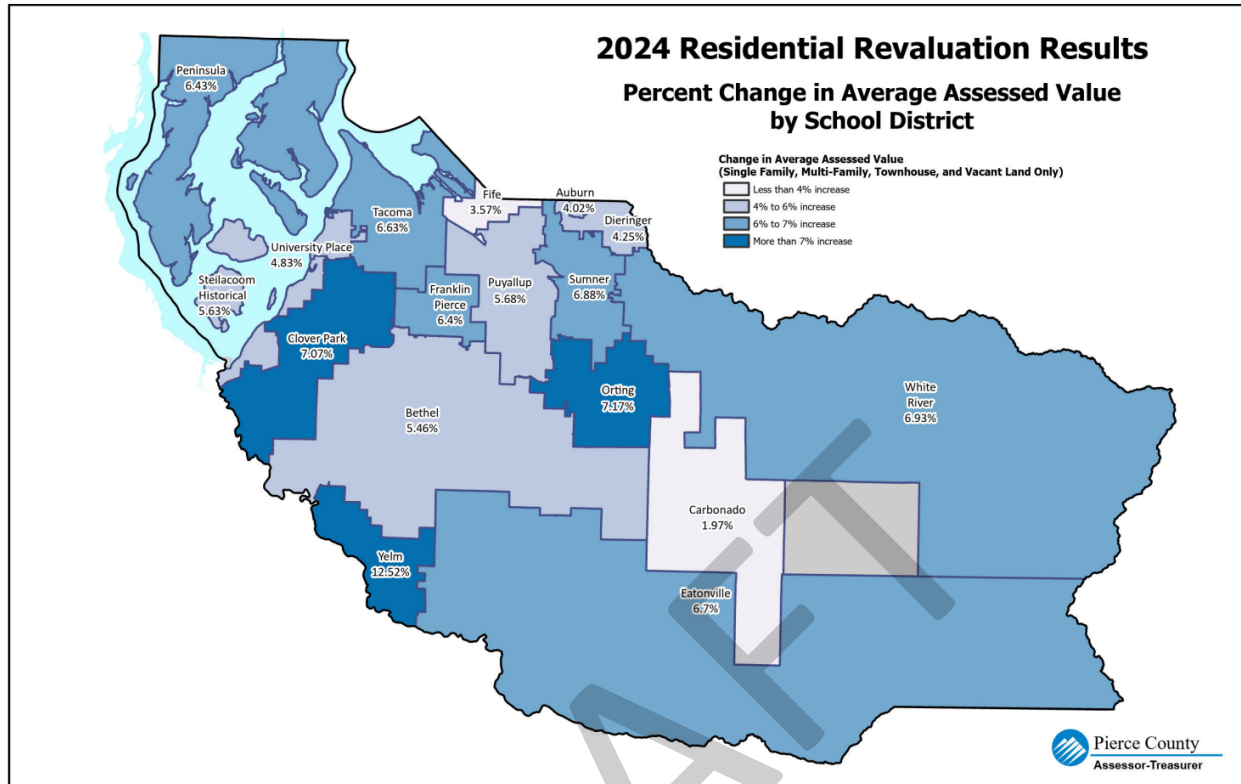 2024 Residential Revaluation Results
Percent Change in Average Assessed Value
by School District
Change in Average Assessed Value
(Single Family, Multi-Family, Townhouse, and Vacant Land Only)
Less than 4% increase
4% to 6% increase
6% to 7% increase
More than 7% increase
Peninsula
6.43%
Fife
3.57%
Auburn
4.02%
Tacoma
6.63%
Dieringer
4.25%
University Place
4.83%
Steilacoom
Historical
5.63%
Franklin
Pierce
6.4%
Puyallup
5.68%
Sumner
6.88%
Clover Park
7.07%
Orting
7.17%
White
River
6.93%
Bethel
5.46%
Carbonado
1.97%
Yelm
12.52%
Eatonville
6.7%
AFT
Pierce County
Assessor-Treasurer